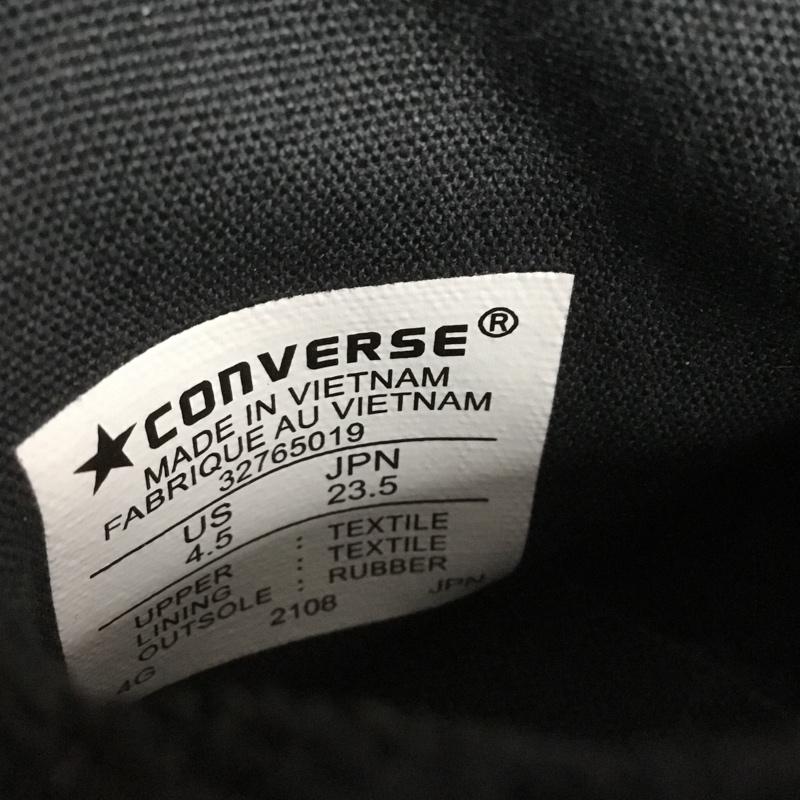 ★CONVERSE®
MADE IN VIETNAM
FABRIQUE AU VIETNAM
32765019
US JPN
4.5 23.5
UPPER : TEXTILE
LINING : TEXTILE
OUTSOLE : RUBBER
4G 2108 JPN